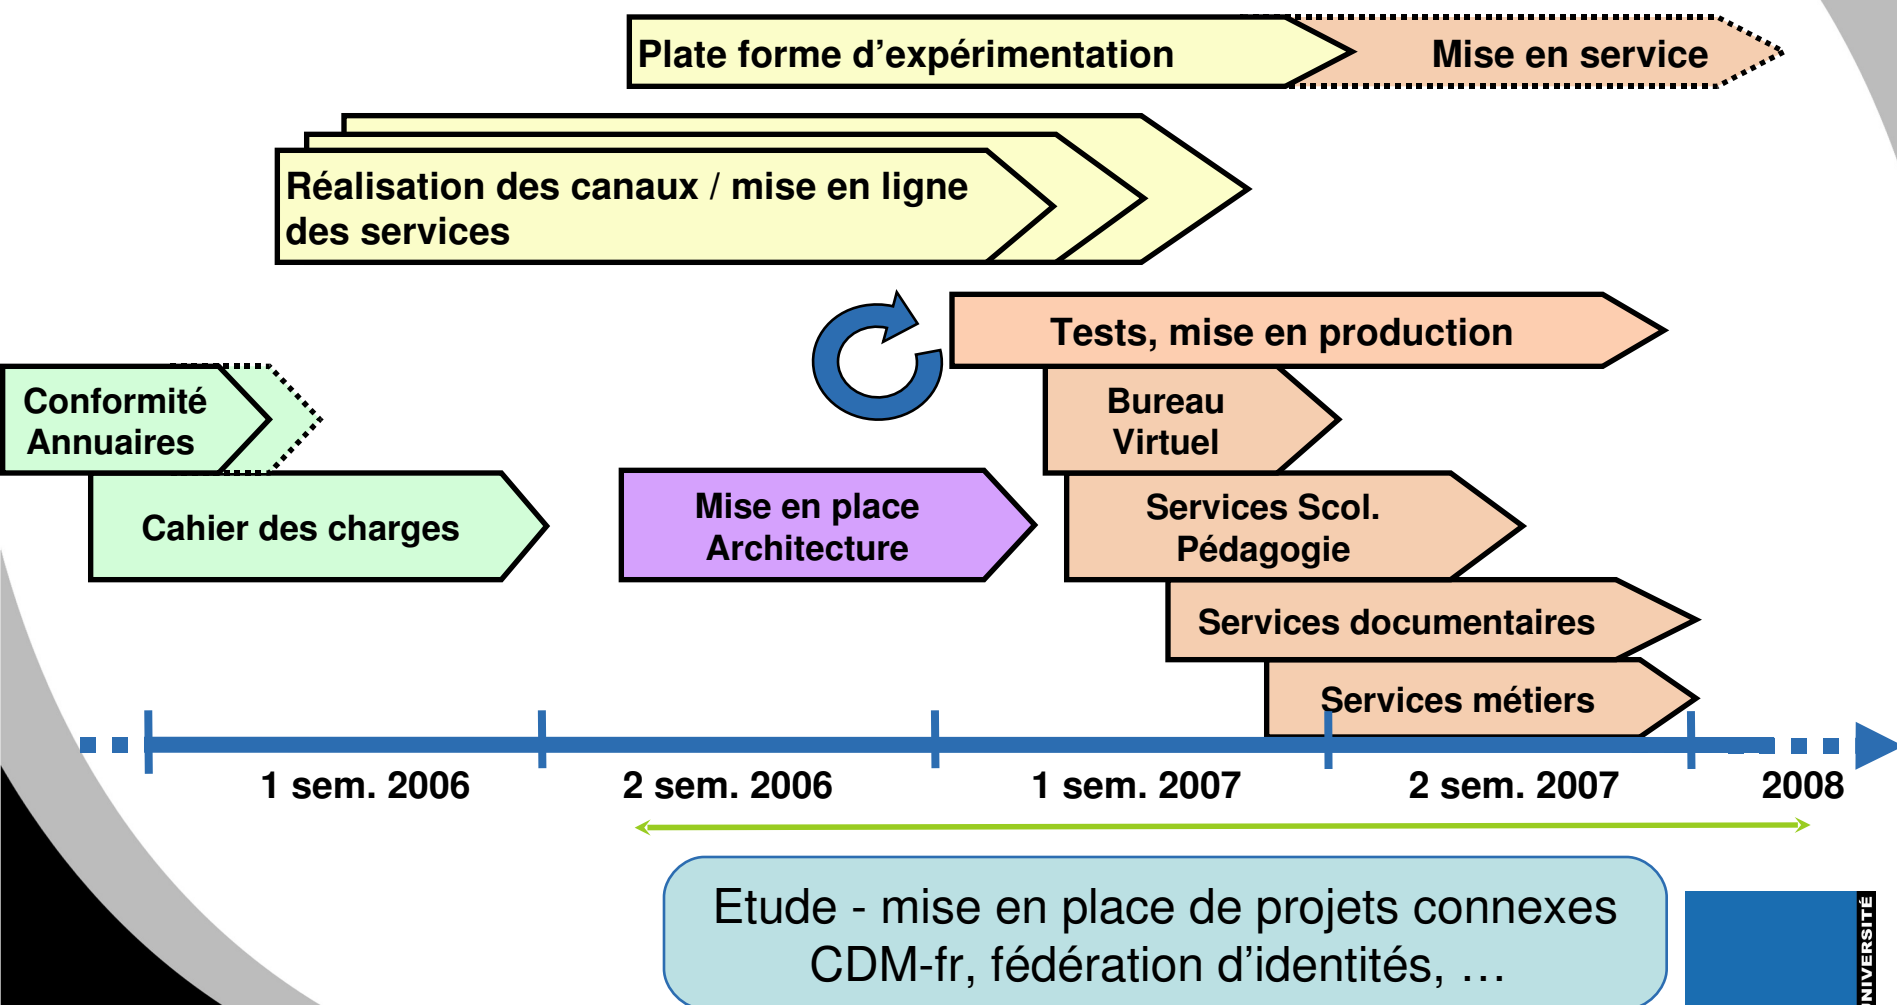 Plate forme d’expérimentation
Mise en service
Réalisation des canaux / mise en ligne
des services
Tests, mise en production
Conformité
Annuaires
Bureau
Virtuel
Cahier des charges
Mise en place
Architecture
Services Scol.
Pédagogie
Services documentaires
Services métiers
1 sem. 2006
2 sem. 2006
1 sem. 2007
2 sem. 2007
2008
Etude - mise en place de projets connexes
CDM-fr, fédération d’identités, …
NIVERSITÉ